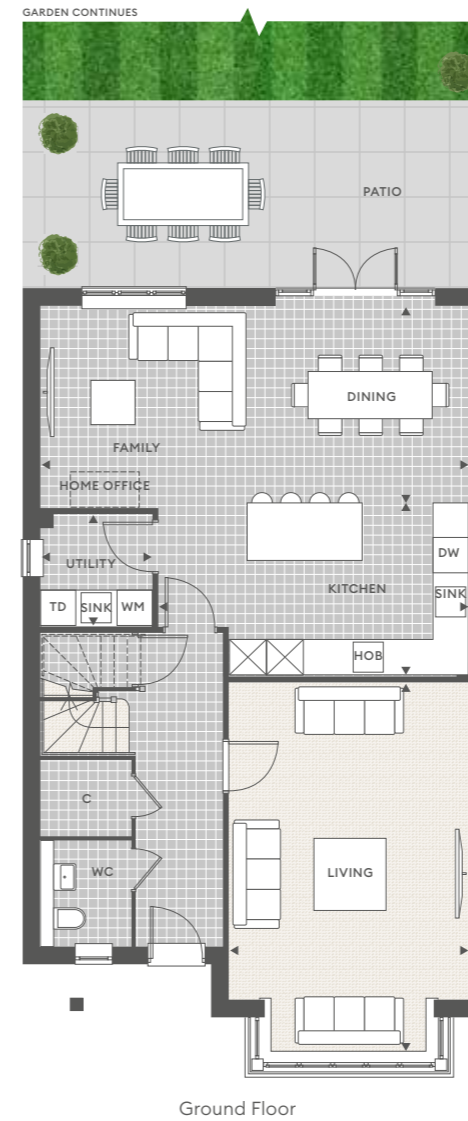 GARDEN CONTINUES
PATIO
DINING
FAMILY
HOME OFFICE
DW
UTILITY
KITCHEN
SINK
TD
SINK
WM
HOB
C
WC
LIVING
Ground Floor